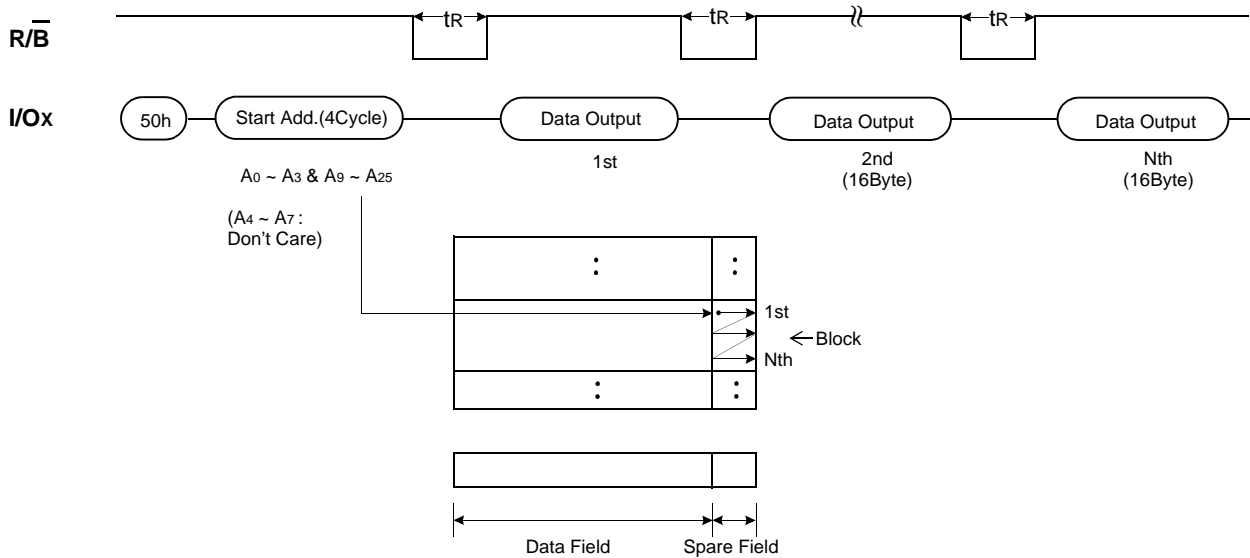 tR tR tR
R/B
I/Ox
50h Start Add.(4Cycle) Data Output Data Output Data Output
1st 2nd Nth
(16Byte) (16Byte)
A0 ~ A3 & A9 ~ A25
(A4 ~ A7 :
Don't Care)
1st
Block
Nth
Data Field Spare Field